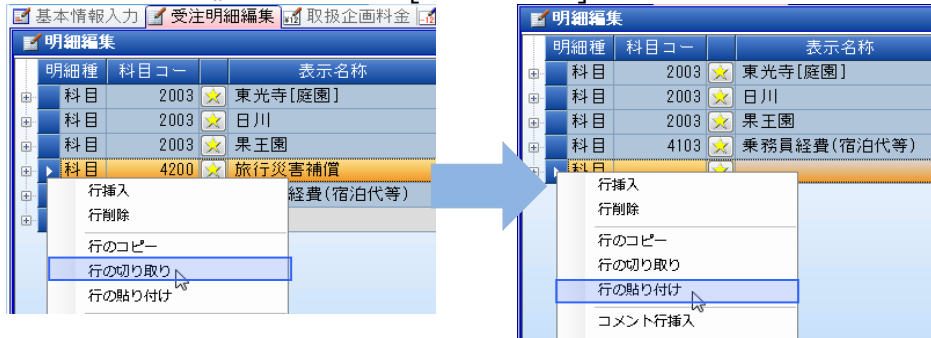 基本情報入力 受注明細編集 取扱企画料金
明細編集
明細種 科目コー 表示名称
科目 2003 東光寺[庭園]
科目 2003 日川
科目 2003 果王園
科目 4200 旅行災害補償
経費(宿泊代等)
行挿入
行削除
行のコピー
行の切り取り
行の貼り付け
明細編集
明細種 科目コー 表示名称
科目 2003 東光寺[庭園]
科目 2003 日川
科目 2003 果王園
科目 4103 乗務員経費(宿泊代等)
科目
行挿入
行削除
行のコピー
行の切り取り
行の貼り付け
コメント行挿入